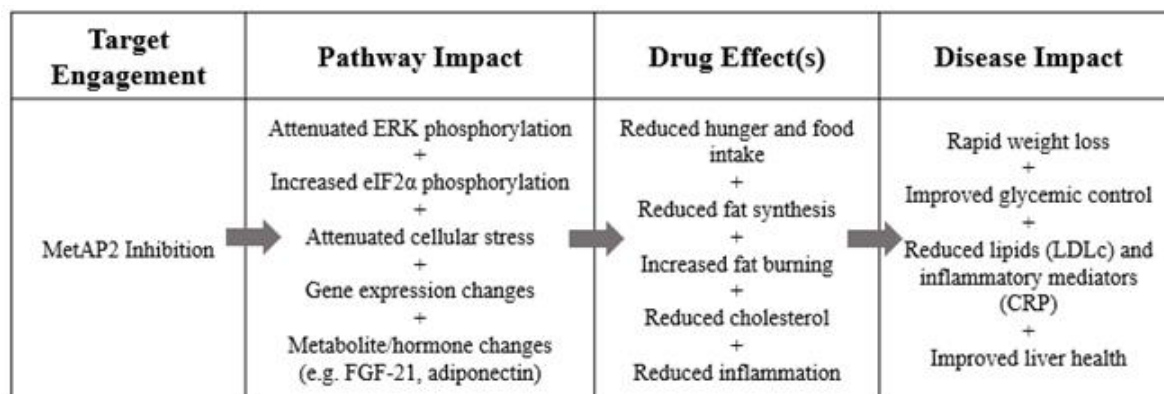 Target
Engagement
Pathway Impact
Drug Effect(s)
Disease Impact
MetAP2 Inhibition
Attenuated ERK phosphorylation
+
Increased eIF2α phosphorylation
+
Attenuated cellular stress
+
Gene expression changes
+
Metabolite/hormone changes
(e.g. FGF-21, adiponectin)
Reduced hunger and food
intake
+
Reduced fat synthesis
+
Increased fat burning
+
Reduced cholesterol
+
Reduced inflammation
Rapid weight loss
+
Improved glycemic control
+
Reduced lipids (LDLc) and
inflammatory mediators
(CRP)
+
Improved liver health